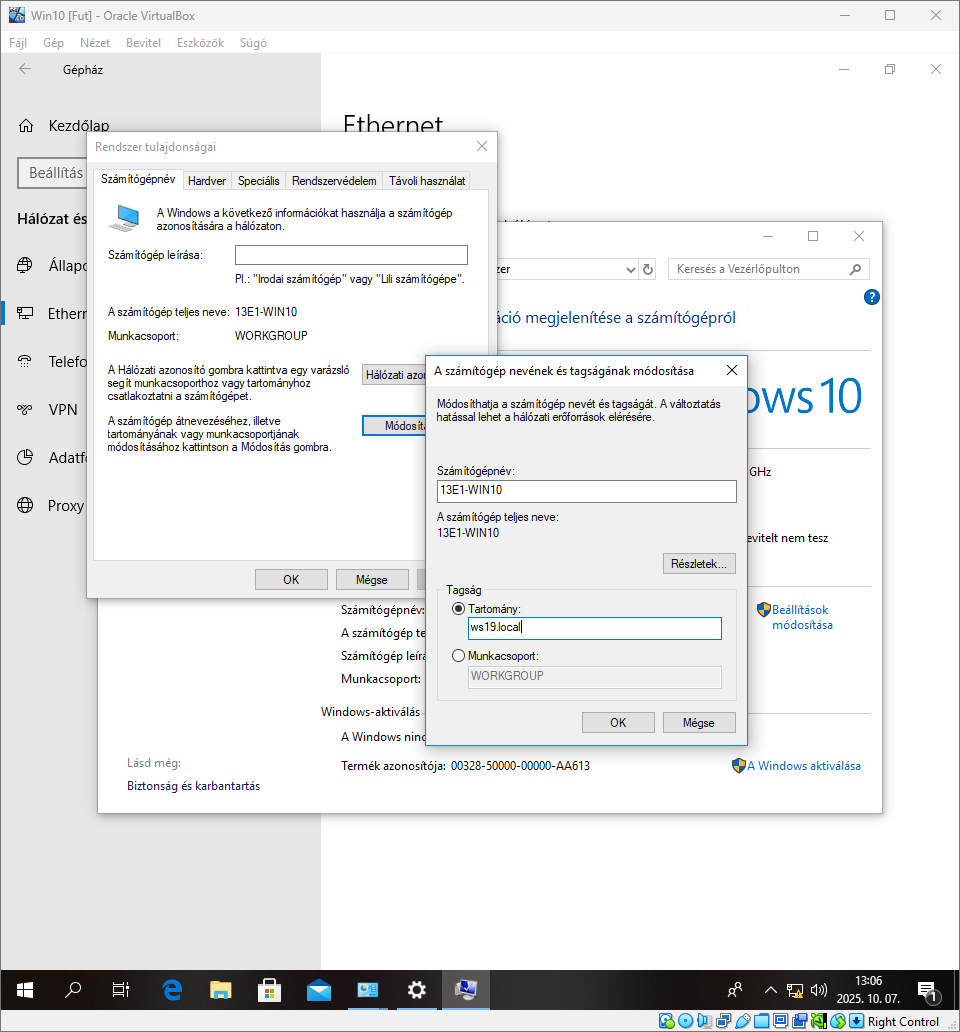 Win10 [Fut] - Oracle VirtualBox
Fájl Gép Nézet Bevitel Eszközök Súgó
Gépház
Kezdőlap
Beállítás
Hálózat és
Állapo
Ethern
Telefo
VPN
Adatfo
Proxy
Ethernet
Rendszer tulajdonságai
Számítógépnév Hardver Speciális Rendszervédelem Távoli használat
A Windows a következő információkat használja a számítógép
azonosítására a hálózaton.
Számítógép leírása:
Pl.: "Irodai számítógép" vagy "Lili számítógépe".
A számítógép teljes neve: 13E1-WIN10
Munkacsoport: WORKGROUP
A Hálózati azonosító gombra kattintva egy varázsló
segít munkacsoporthoz vagy tartományhoz
csatlakoztatni a számítógépet.
Hálózati azon
A számítógép átnevezéséhez, illetve
tartományának vagy munkacsoportjának
módosításához kattintson a Módosítás gombra.
Módosíta
OK Mégse
zer
Keresés a Vezérlőpulton
áció megjelenítése a számítógépről
ows 10
GHz
evitelt nem tesz
Számítógépnév:
A számítógép te
Számítógép leíra
Munkacsoport:
Beállítások
módosítása
Windows-aktiválás
A Windows ninc
Termék azonosítója: 00328-50000-00000-AA613
A Windows aktiválása
Lásd még:
Biztonság és karbantartás
A számítógép nevének és tagságának módosítása
Módosíthatja a számítógép nevét és tagságát. A változtatás
hatással lehet a hálózati erőforrások elérésére.
Számítógépnév:
13E1-WIN10
A számítógép teljes neve:
13E1-WIN10
Részletek...
Tagság
Tartomány:
ws19.local
Munkacsoport:
WORKGROUP
OK Mégse
13:06
2025. 10. 07.
1
Right Control